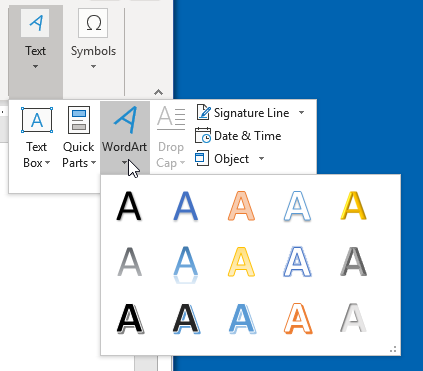 Text
Symbols
Text Box
Quick Parts
WordArt
Drop Cap
Signature Line
Date & Time
Object
A A A A A
A A A A A
A A A A A